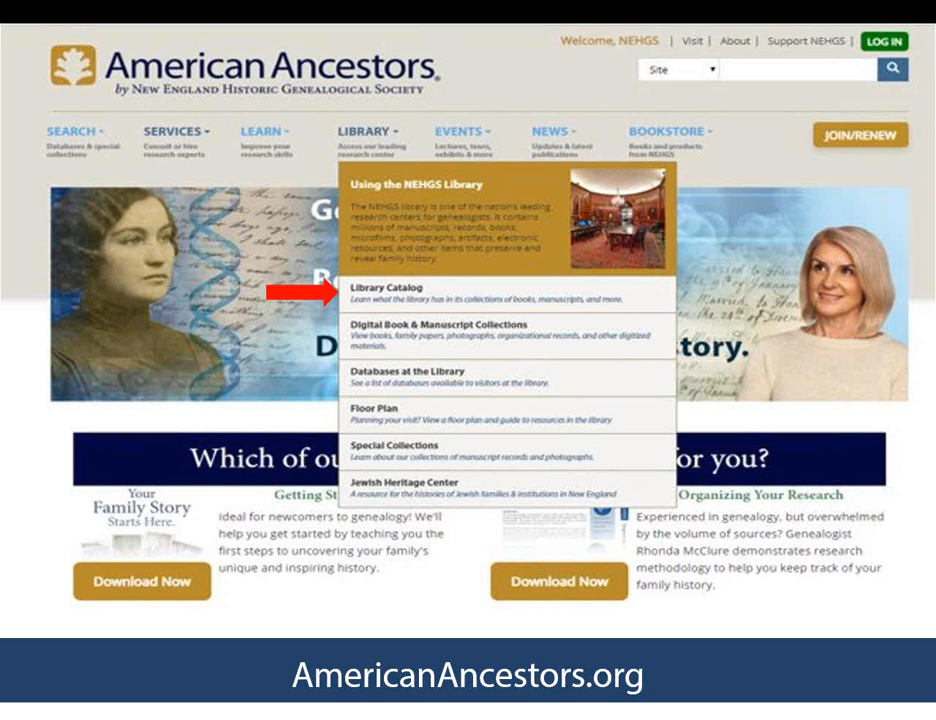 Welcome, NEHGS | Visit | About | Support NEHGS | LOG IN
American Ancestors®
by NEW ENGLAND HISTORIC GENEALOGICAL SOCIETY
Site
SEARCH
Databases & special
collections
SERVICES
Consult or hire
research experts
LEARN
Improve your
research skills
LIBRARY
Access our leading
research center
EVENTS
Lectures, tours,
exhibits & more
NEWS
Updates & latest
publications
BOOKSTORE
Books and products
from NEHGS
JOIN/RENEW
Using the NEHGS Library
The NEHGS library is one of the nation's leading
research centers for genealogists. It contains
millions of manuscripts, records, books,
microfilms, photographs, artifacts, electronic
resources, and other items that preserve and
reveal family history.
Library Catalog
Learn what the library has in its collections of books, manuscripts, and more.
Digital Book & Manuscript Collections
View books, family papers, photographs, organizational records, and other digitized
materials.
Databases at the Library
See a list of databases available to visitors at the library.
Floor Plan
Planning your visit? View a floor plan and guide to resources in the library
Special Collections
Learn about our collections of manuscript records and photographs.
Jewish Heritage Center
A resource for the histories of Jewish families & institutions in New England
G
R
D tory.
Which of ou or you?
Your
Family Story
Starts Here.
Download Now
Getting St
Ideal for newcomers to genealogy! We'll
help you get started by teaching you the
first steps to uncovering your family's
unique and inspiring history.
Download Now
Organizing Your Research
Experienced in genealogy, but overwhelmed
by the volume of sources? Genealogist
Rhonda McClure demonstrates research
methodology to help you keep track of your
family history.
AmericanAncestors.org